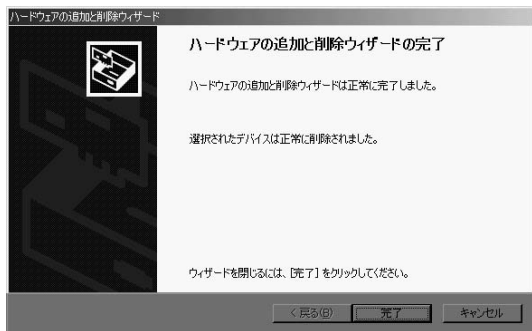 ハードウェアの追加と削除ウィザード
ハードウェアの追加と削除ウィザードの完了
ハードウェアの追加と削除ウィザードは正常に完了しました。
選択されたデバイスは正常に削除されました。
ウィザードを閉じるには、[完了] をクリックしてください。
< 戻る(B)
完了
キャンセル